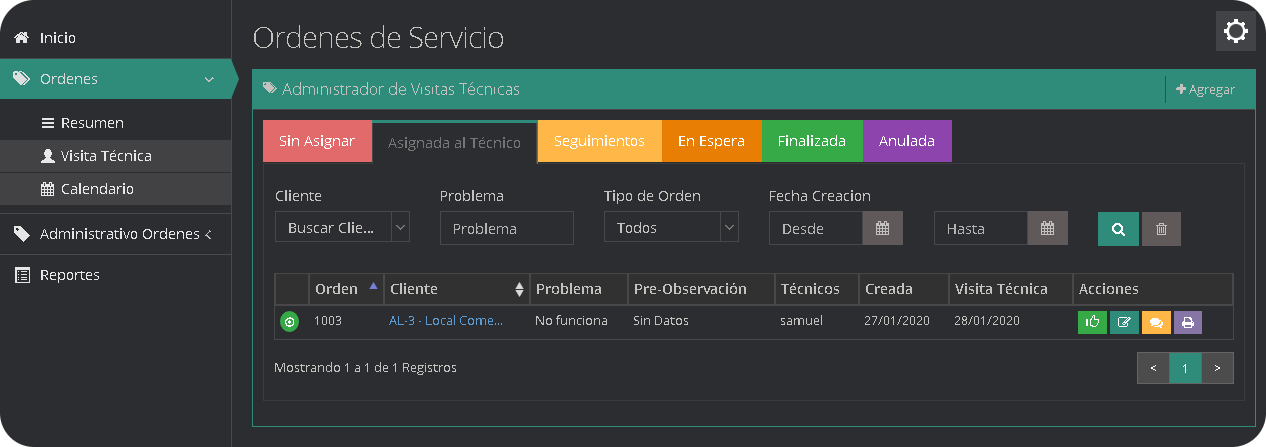 Inicio
Ordenes
Resumen
Visita Técnica
Calendario
Administrativo Ordenes
Reportes
Ordenes de Servicio
Administrador de Visitas Técnicas
Agregar
Sin Asignar Asignada al Técnico Seguimientos En Espera Finalizada Anulada
Cliente Problema Tipo de Orden Fecha Creacion
Buscar Clie... Problema Todos Desde Hasta
Orden Cliente Problema Pre-Observación Técnicos Creada Visita Técnica Acciones
1003 AL-3 - Local Come... No funciona Sin Datos samuel 27/01/2020 28/01/2020
Mostrando 1 a 1 de 1 Registros
< 1 >